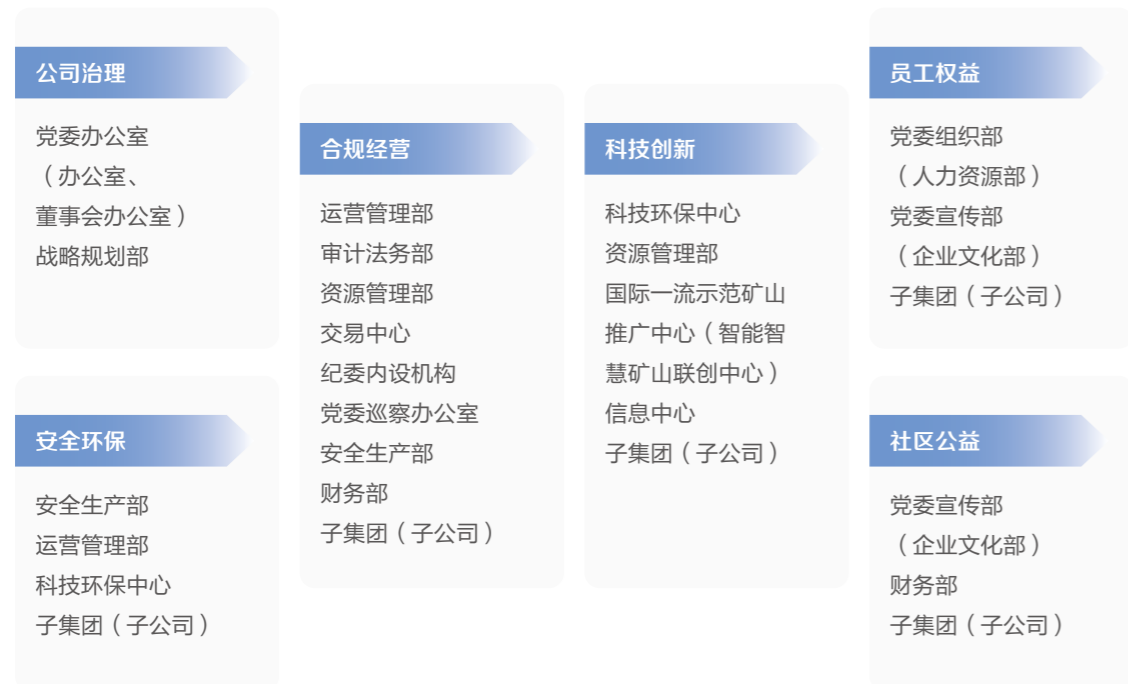 公司治理
党委办公室
（办公室、
董事会办公室）
战略规划部
安全环保
安全生产部
运营管理部
科技环保中心
子集团（子公司）
合规经营
运营管理部
审计法务部
资源管理部
交易中心
纪委内设机构
党委巡察办公室
安全生产部
财务部
子集团（子公司）
科技创新
科技环保中心
资源管理部
国际一流示范矿山
推广中心（智能智
慧矿山联创中心）
信息中心
子集团（子公司）
员工权益
党委组织部
（人力资源部）
党委宣传部
（企业文化部）
子集团（子公司）
社区公益
党委宣传部
（企业文化部）
财务部
子集团（子公司）